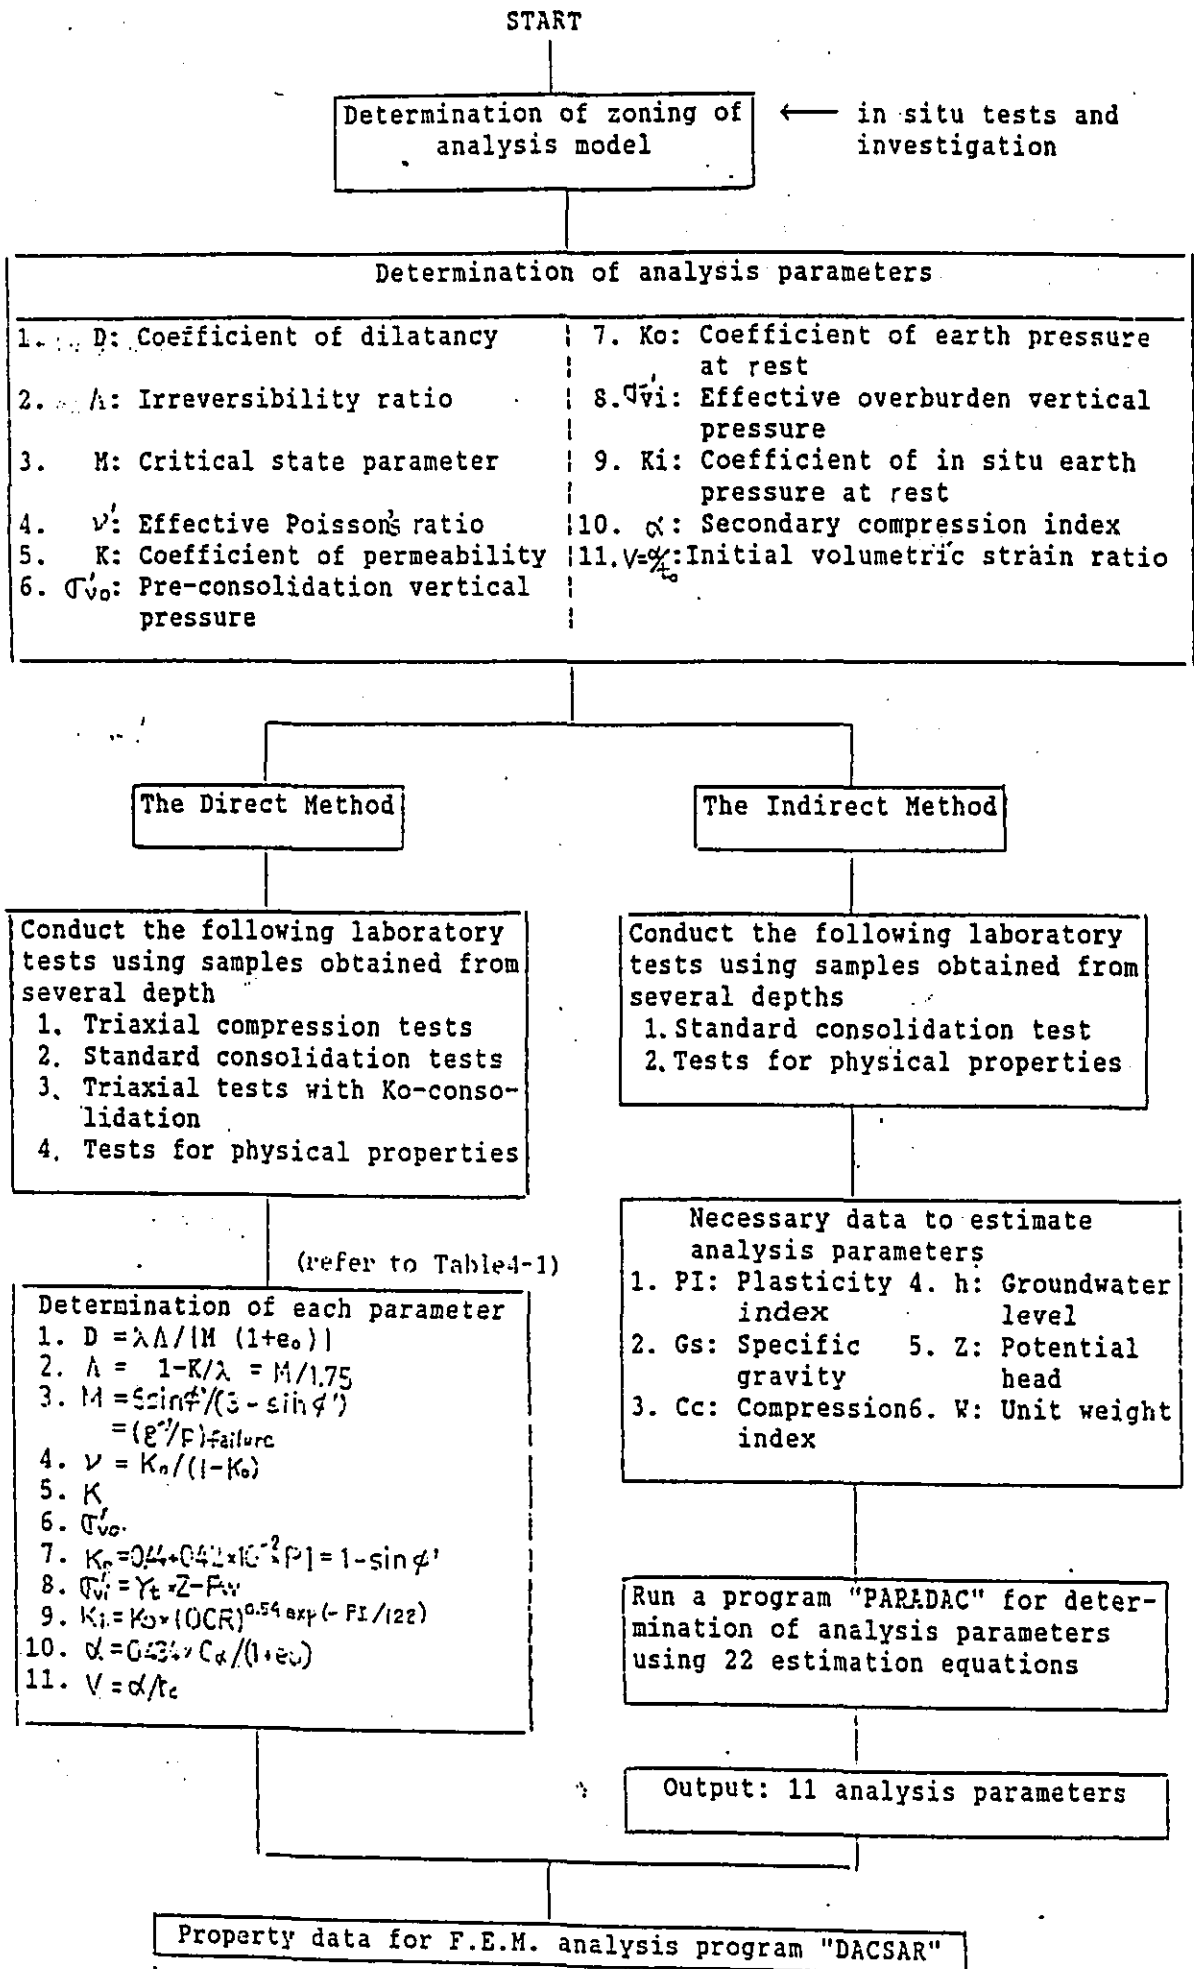 START
Determination of zoning of
analysis model
← in situ tests and
investigation
Determination of analysis parameters
1. D: Coefficient of dilatancy
2. Λ: Irreversibility ratio
3. M: Critical state parameter
4. ν': Effective Poisson's ratio
5. K: Coefficient of permeability
6. σ'vo: Pre-consolidation vertical
pressure
7. Ko: Coefficient of earth pressure
at rest
8. σ'vi: Effective overburden vertical
pressure
9. Ki: Coefficient of in situ earth
pressure at rest
10. α: Secondary compression index
11. V=α/to: Initial volumetric strain ratio
The Direct Method
Conduct the following laboratory
tests using samples obtained from
several depth
1. Triaxial compression tests
2. Standard consolidation tests
3. Triaxial tests with Ko-conso-
lidation
4. Tests for physical properties
(refer to Table4-1)
Determination of each parameter
1. D = λΛ/{M (1+eo)}
2. Λ = 1-K/λ = M/1.75
3. M = 6sinφ'/(3 - sinφ')
failure
4. ν = Ko/(1-Ko)
5. K
6. σ'vo
7. Ko =0.44+0.42×10⁻²×PI = 1-sin φ'
8. σ'vi = γt ×Z-Pw
9. Ki = Ko×(OCR)^0.54 exp(- PI/122)
10. α = 0.434×Cα/(1+eo)
11. V = α/to
The Indirect Method
Conduct the following laboratory
tests using samples obtained from
several depths
1. Standard consolidation test
2. Tests for physical properties
Necessary data to estimate
analysis parameters
1. PI: Plasticity
index
2. Gs: Specific
gravity
3. Cc: Compression
index
4. h: Groundwater
level
5. Z: Potential
head
6. W: Unit weight
Run a program "PARADAC" for deter-
mination of analysis parameters
using 22 estimation equations
Output: 11 analysis parameters
Property data for F.E.M. analysis program "DACSAR"